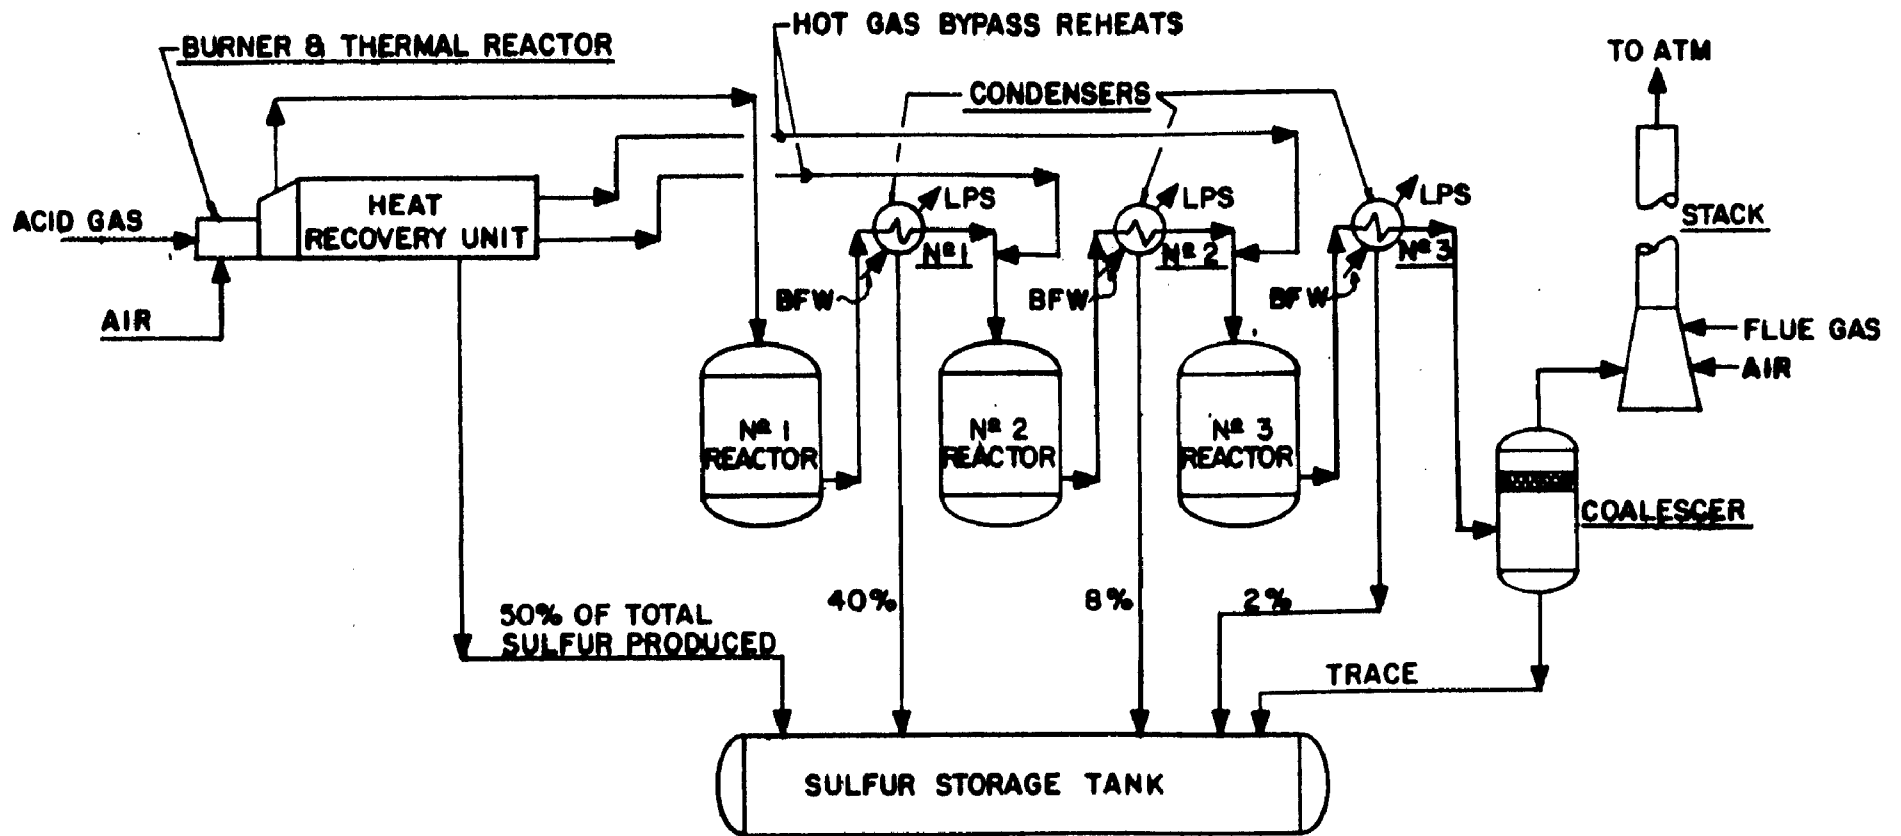 HOT GAS BYPASS REHEATS
BURNER & THERMAL REACTOR
TO ATM
CONDENSERS
HEAT
RECOVERY UNIT
ACID GAS
LPS
LPS
LPS
STACK
Nº 1
Nº 2
Nº 3
BFW
BFW
BFW
AIR
FLUE GAS
AIR
Nº 1
REACTOR
Nº 2
REACTOR
Nº 3
REACTOR
COALESCER
50% OF TOTAL
SULFUR PRODUCED
40%
8%
2%
TRACE
SULFUR STORAGE TANK